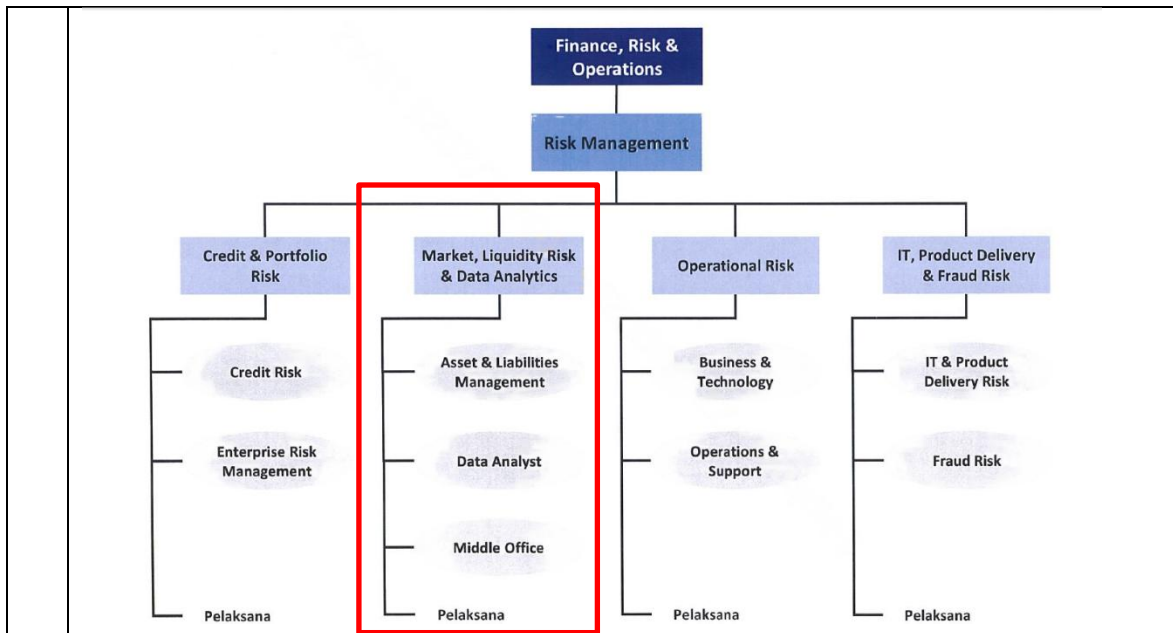 Finance, Risk &
Operations
Risk Management
Credit & Portfolio
Risk
Market, Liquidity Risk
& Data Analytics
Operational Risk
IT, Product Delivery
& Fraud Risk
Credit Risk
Enterprise Risk
Management
Pelaksana
Asset & Liabilities
Management
Data Analyst
Middle Office
Pelaksana
Business &
Technology
Operations &
Support
Pelaksana
IT & Product
Delivery Risk
Fraud Risk
Pelaksana